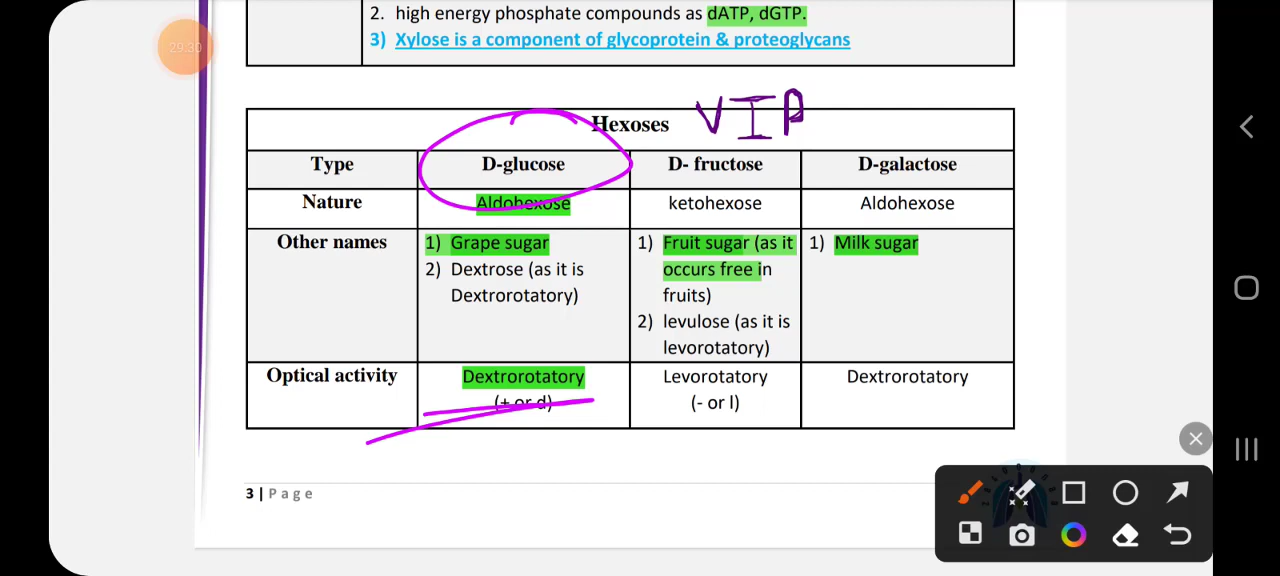 2. high energy phosphate compounds as dATP, dGTP.
3) Xylose is a component of glycoprotein & proteoglycans
29:30
VIP
Hexoses
Type D-glucose D- fructose D-galactose
Nature Aldohexose ketohexose Aldohexose
Other names 1) Grape sugar 1) Fruit sugar (as it 1) Milk sugar
2) Dextrose (as it is occurs free in
Dextrorotatory) fruits)
2) levulose (as it is
levorotatory)
Optical activity Dextrorotatory Levorotatory Dextrorotatory
(+ or d) (- or l)
3 | Page